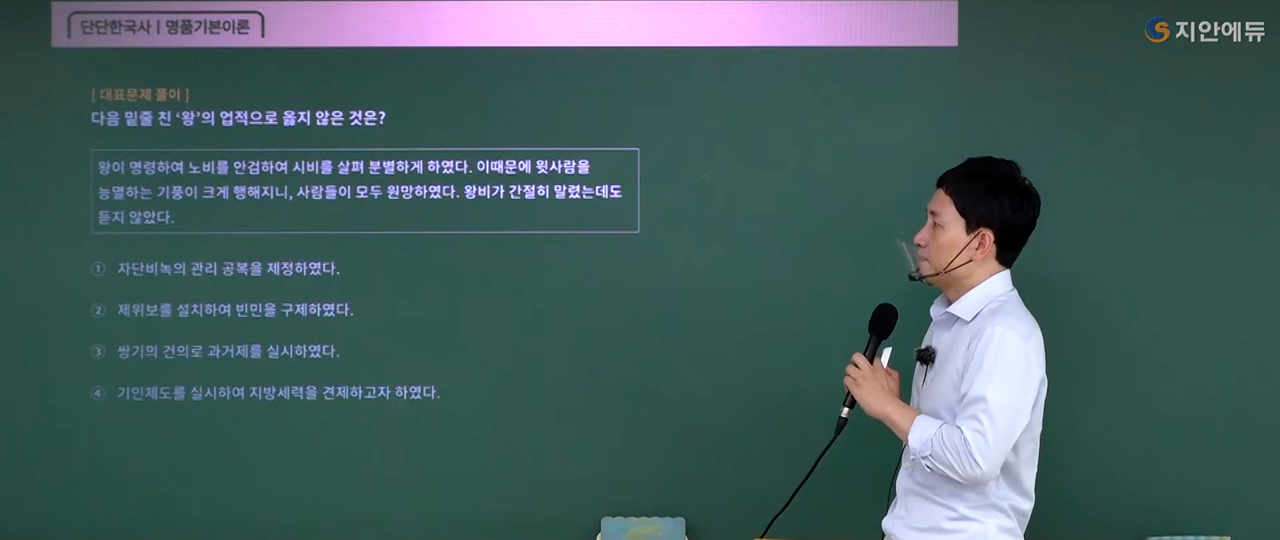 단단한국사 | 명품기본이론
지안에듀
[ 대표문제 풀이 ]
다음 밑줄 친 ‘왕’의 업적으로 옳지 않은 것은?
왕이 명령하여 노비를 안검하여 시비를 살펴 분별하게 하였다. 이때문에 윗사람을
능멸하는 기풍이 크게 행해지니, 사람들이 모두 원망하였다. 왕비가 간절히 말렸는데도
듣지 않았다.
① 자단비녹의 관리 공복을 제정하였다.
② 제위보를 설치하여 빈민을 구제하였다.
③ 쌍기의 건의로 과거제를 실시하였다.
④ 기인제도를 실시하여 지방세력을 견제하고자 하였다.